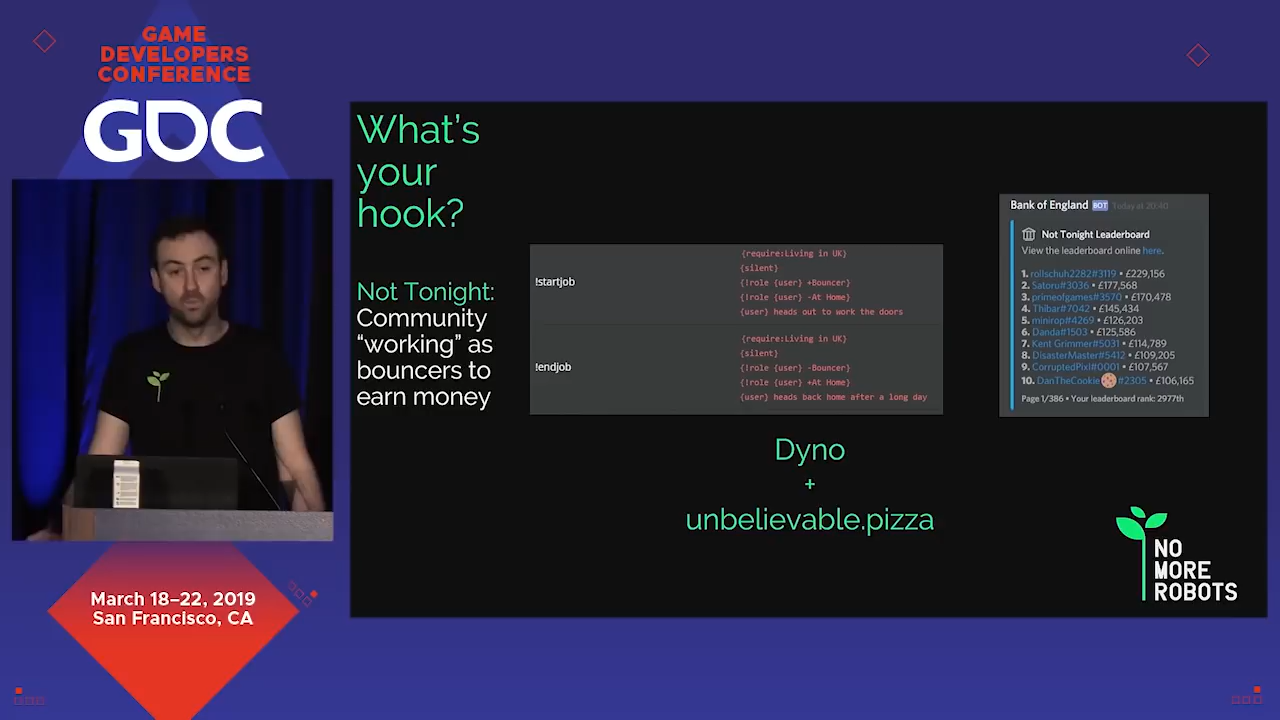 GAME
DEVELOPERS
CONFERENCE
GDC
March 18–22, 2019
San Francisco, CA
What's
your
hook?
Not Tonight:
Community
“working” as
bouncers to
earn money
!startjob
{require:Living in UK}
{silent}
{!role {user} +Bouncer}
{!role {user} -At Home}
{user} heads out to work the doors
!endjob
{require:Living in UK}
{silent}
{!role {user} -Bouncer}
{!role {user} +At Home}
{user} heads back home after a long day
Dyno
+
unbelievable.pizza
Bank of England BOT Today at 20:40
Not Tonight Leaderboard
View the leaderboard online here.
1. rollschuh2282#3119 • £229,156
2. Satoru#3036 • £177,568
3. primeofgames#3570 • £170,478
4. Thibar#7042 • £145,434
5. minirop#4269 • £126,203
6. Danda#1503 • £125,586
7. Kent Grimmer#5031 • £114,789
8. DisasterMaster#5412 • £109,205
9. CorruptedPixl#0001 • £107,567
10. DanTheCookie #2305 • £106,165
Page 1/386 • Your leaderboard rank: 2977th
NO
MORE
ROBOTS